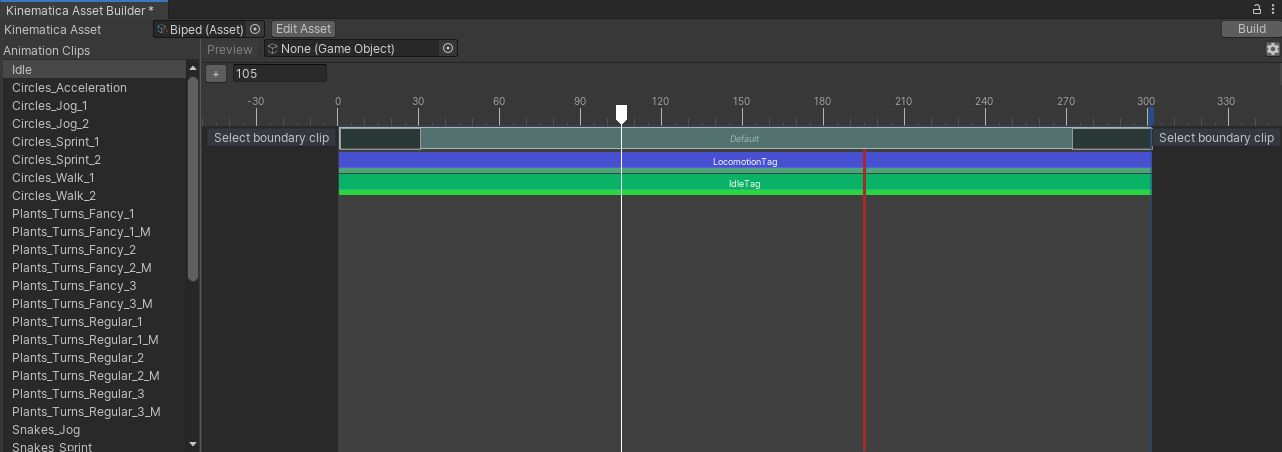 Kinematica Asset Builder *
Kinematica Asset Biped (Asset) Edit Asset Build
Animation Clips Preview None (Game Object)
Idle + 105
-30 0 30 60 90 120 150 180 210 240 270 300 330
Select boundary clip Default Select boundary clip
LocomotionTag
IdleTag
Circles_Acceleration
Circles_Jog_1
Circles_Jog_2
Circles_Sprint_1
Circles_Sprint_2
Circles_Walk_1
Circles_Walk_2
Plants_Turns_Fancy_1
Plants_Turns_Fancy_1_M
Plants_Turns_Fancy_2
Plants_Turns_Fancy_2_M
Plants_Turns_Fancy_3
Plants_Turns_Fancy_3_M
Plants_Turns_Regular_1
Plants_Turns_Regular_1_M
Plants_Turns_Regular_2
Plants_Turns_Regular_2_M
Plants_Turns_Regular_3
Plants_Turns_Regular_3_M
Snakes_Jog
Snakes_Sprint